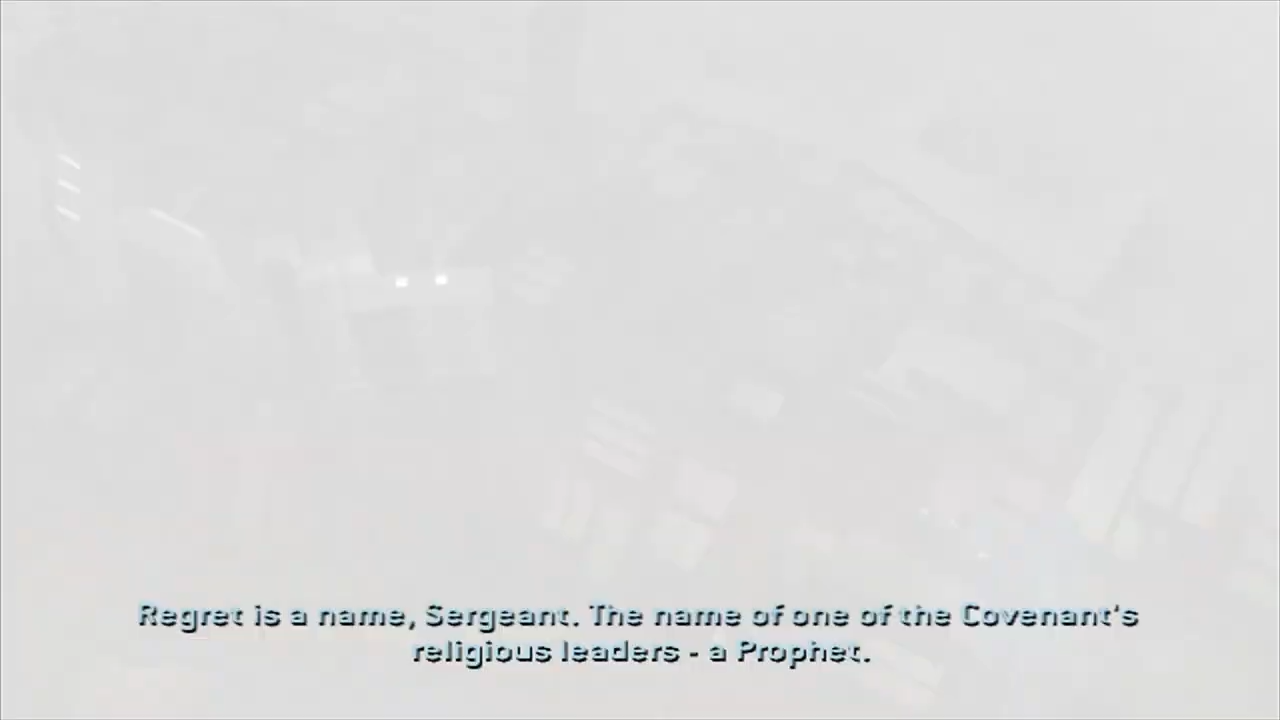 Regret is a name, Sergeant. The name of one of the Covenant's
religious leaders - a Prophet.